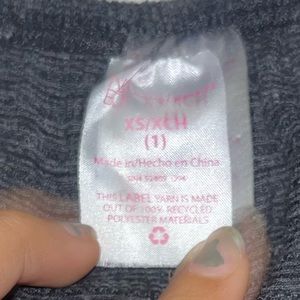 XS/XCH
(1)
Made in/Hecho en China
THIS LABEL YARN IS MADE
OUT OF 100% RECYCLED
POLYESTER MATERIALS